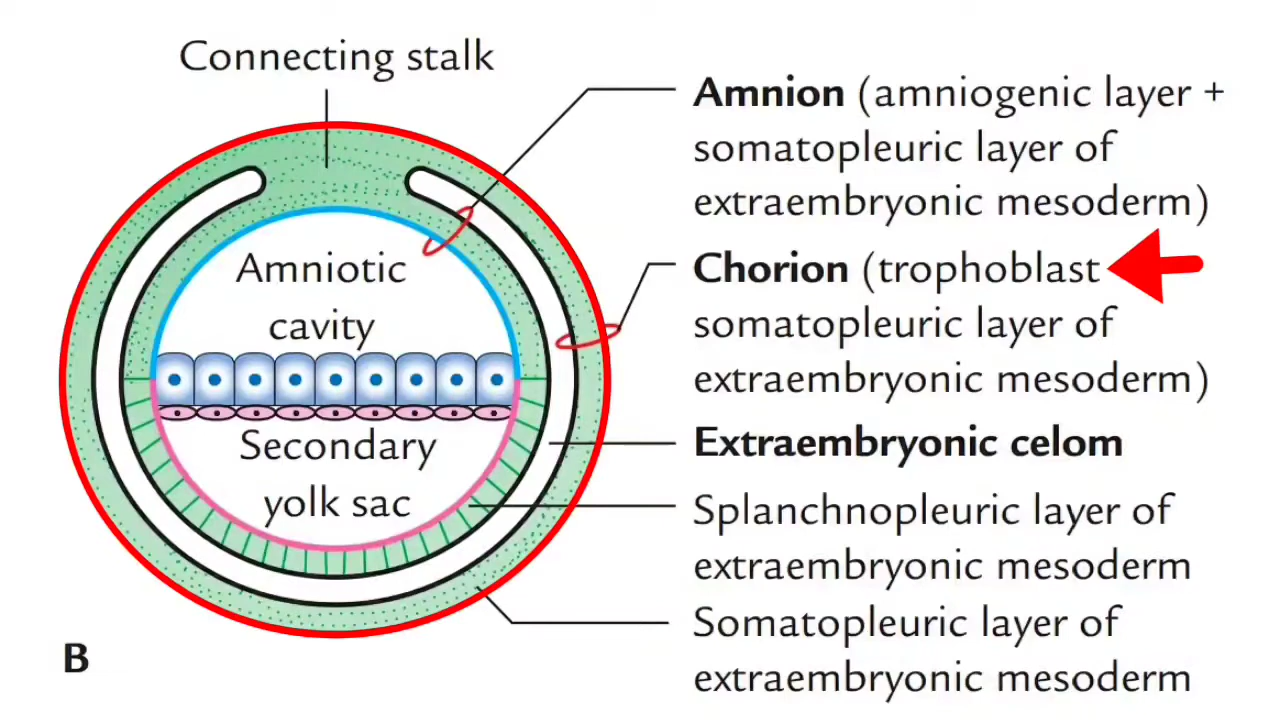 Connecting stalk
Amnion (amniogenic layer +
somatopleuric layer of
extraembryonic mesoderm)
Amniotic
cavity
Chorion (trophoblast
somatopleuric layer of
extraembryonic mesoderm)
Extraembryonic celom
Secondary
yolk sac
Splanchnopleuric layer of
extraembryonic mesoderm
Somatopleuric layer of
extraembryonic mesoderm
B